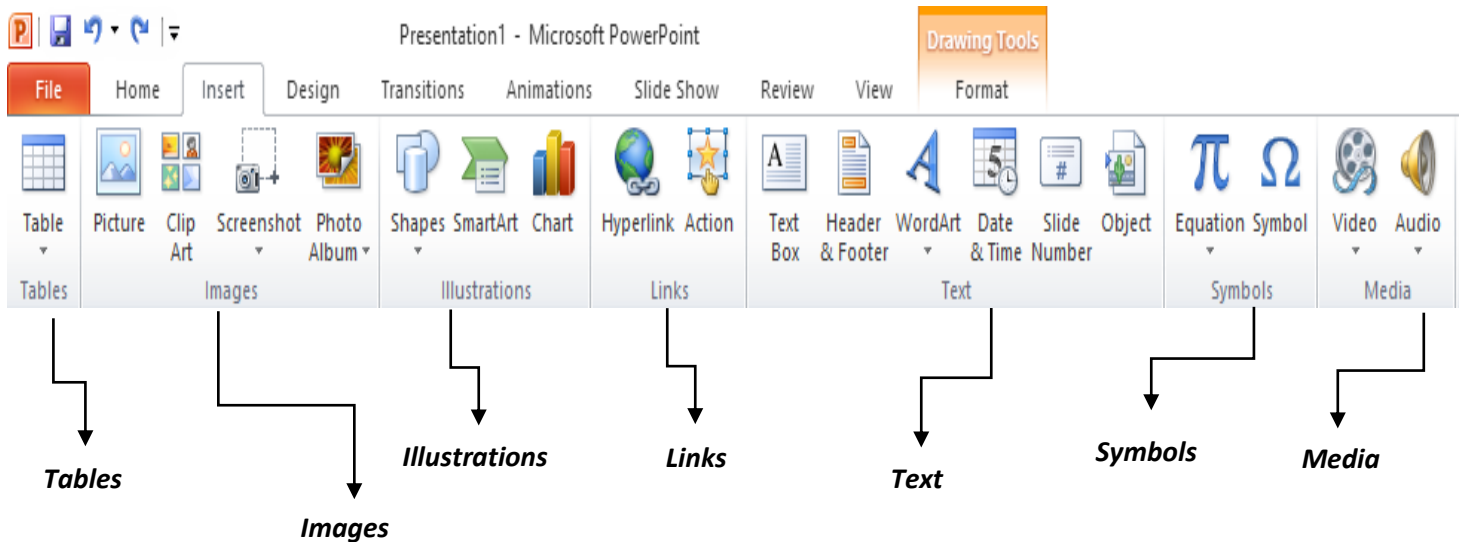 P
Presentation1 - Microsoft PowerPoint
Drawing Tools
File Home Insert Design Transitions Animations Slide Show Review View Format
A A 5 # π Ω
Table Picture Clip Art Screenshot Photo Album Shapes SmartArt Chart Hyperlink Action Text Box Header & Footer WordArt Date & Time Slide Number Object Equation Symbol Video Audio
Tables Images Illustrations Links Text Symbols Media
Tables Illustrations Links Text Symbols Media
Images